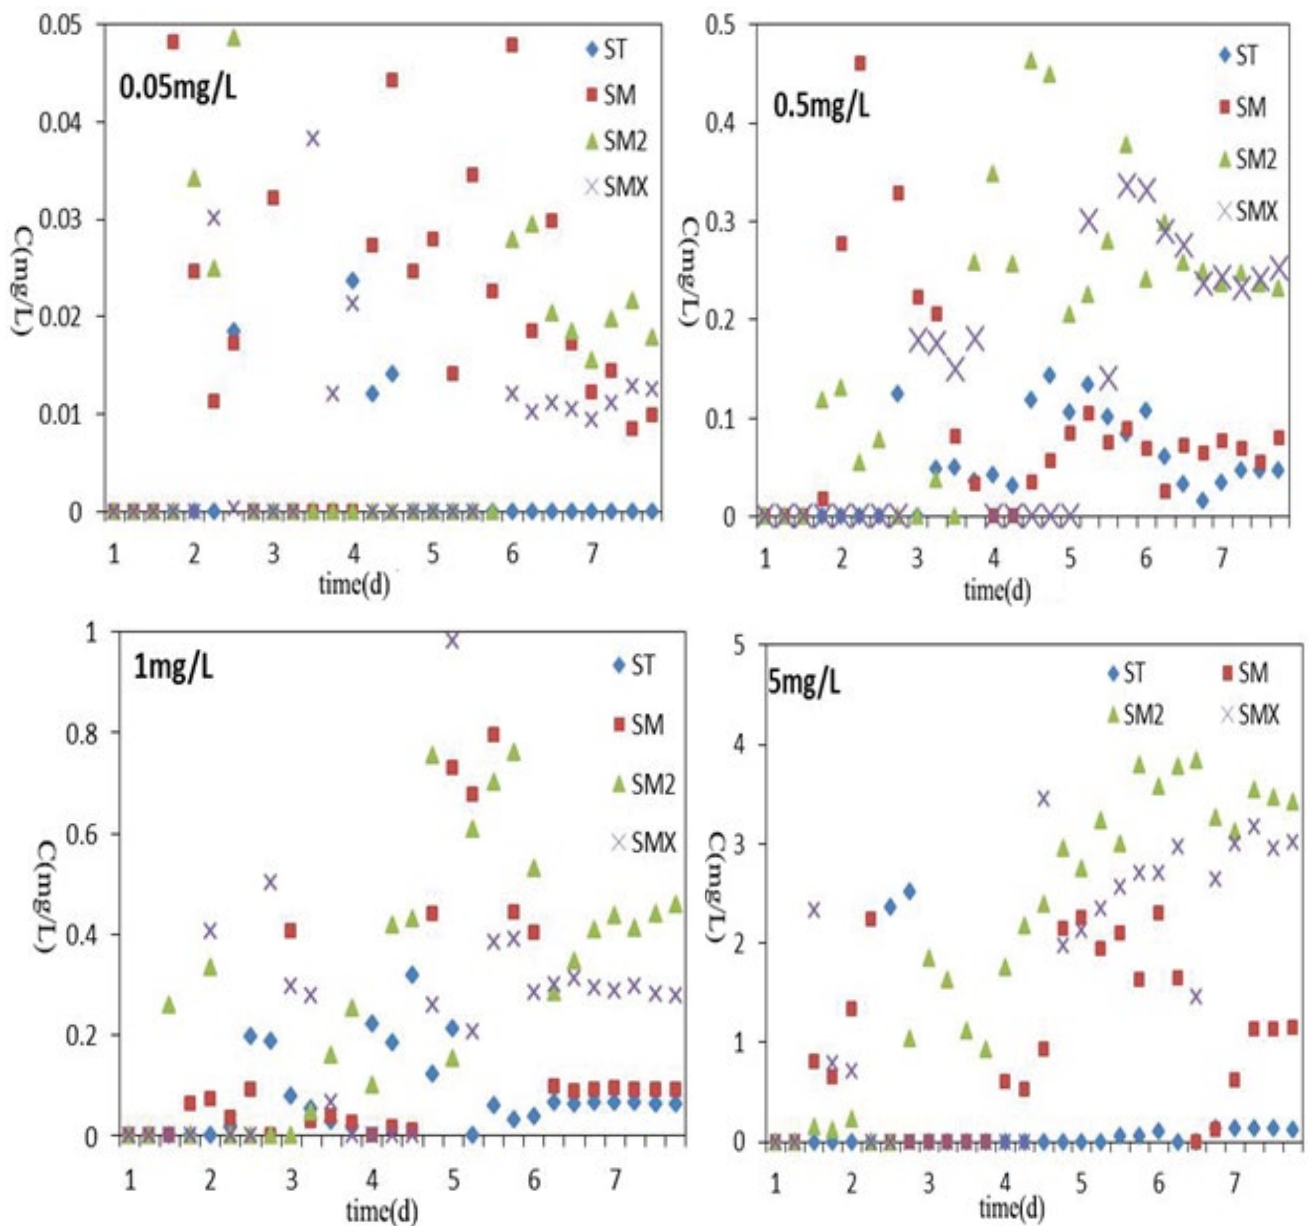 0.05
0.04
0.03
0.02
0.01
0
C(mg/L)
0.05mg/L
ST
SM
SM2
SMX
1 2 3 4 5 6 7
time(d)
0.5
0.4
0.3
0.2
0.1
0
C(mg/L)
0.5mg/L
ST
SM
SM2
SMX
1 2 3 4 5 6 7
time(d)
1
0.8
0.6
0.4
0.2
0
C(mg/L)
1mg/L
ST
SM
SM2
SMX
1 2 3 4 5 6 7
time(d)
5
4
3
2
1
0
C(mg/L)
5mg/L
ST SM
SM2 SMX
1 2 3 4 5 6 7
time(d)